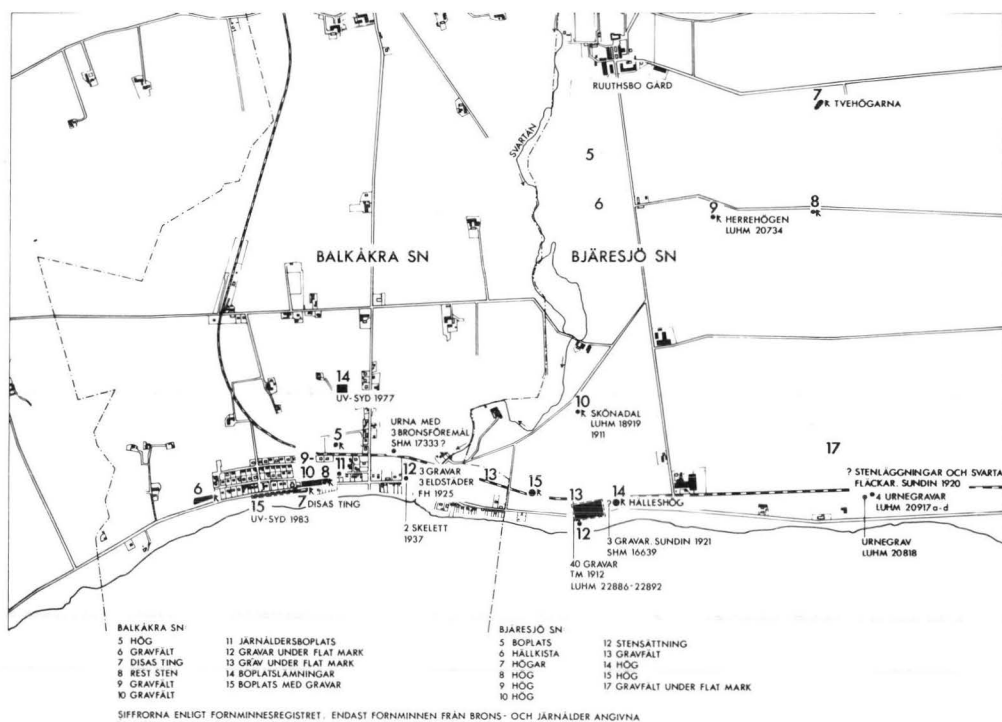 RUUTHSBO GÅRD
7
R TVEHÖGARNA
SVARTÅN
5
6
9
R HERREHÖGEN
LUHM 20734
8
R
BALKÅKRA SN
BJÄRESJÖ SN
14
UV-SYD 1977
URNA MED
3 BRONSFÖREMÅL
SHM 17333?
10
R SKÖNADAL
LUHM 18919
1911
5
R
9
11
6
R
10
8
R
7 DISAS TING
15
UV-SYD 1983
12
3 GRAVAR
3 ELDSTÄDER
FH 1925
2 SKELETT
1937
13
15
R
13
14
R HÄLLESHÖG
12
40 GRAVAR
TM 1912
LUHM 22886-22892
? 
3 GRAVAR. SUNDIN 1921
SHM 16639
17
? STENLÄGGNINGAR OCH SVARTA
FLÄCKAR. SUNDIN 1920
4 URNEGRAVAR
LUHM 20917 a-d
URNEGRAV
LUHM 20818
BALKÅKRA SN
5 HÖG
6 GRAVFÄLT
7 DISAS TING
8 REST STEN
9 GRAVFÄLT
10 GRAVFÄLT
11 JÄRNÅLDERSBOPLATS
12 GRAVAR UNDER FLAT MARK
13 GRAV UNDER FLAT MARK
14 BOPLATSLÄMNINGAR
15 BOPLATS MED GRAVAR
BJÄRESJÖ SN
5 BOPLATS
6 HÄLLKISTA
7 HÖGAR
8 HÖG
9 HÖG
10 HÖG
12 STENSÄTTNING
13 GRAVFÄLT
14 HÖG
15 HÖG
17 GRAVFÄLT UNDER FLAT MARK
SIFFRORNA ENLIGT FORNMINNESREGISTRET. ENDAST FORNMINNEN FRÅN BRONS- OCH JÄRNÅLDER ANGIVNA